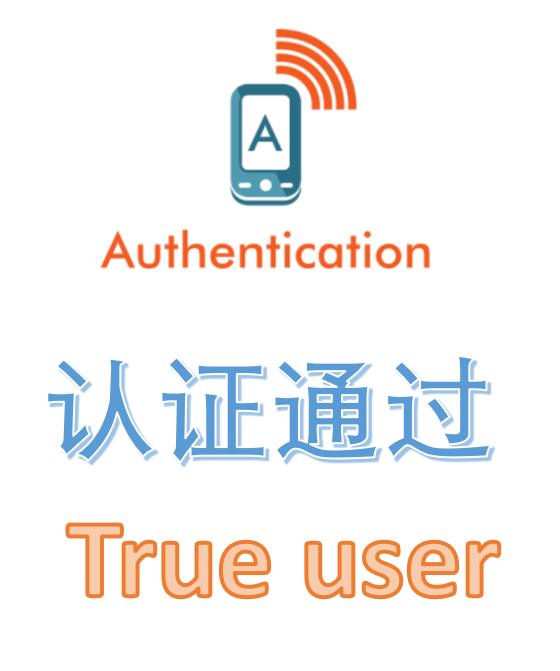 A
Authentication
认证通过
True user